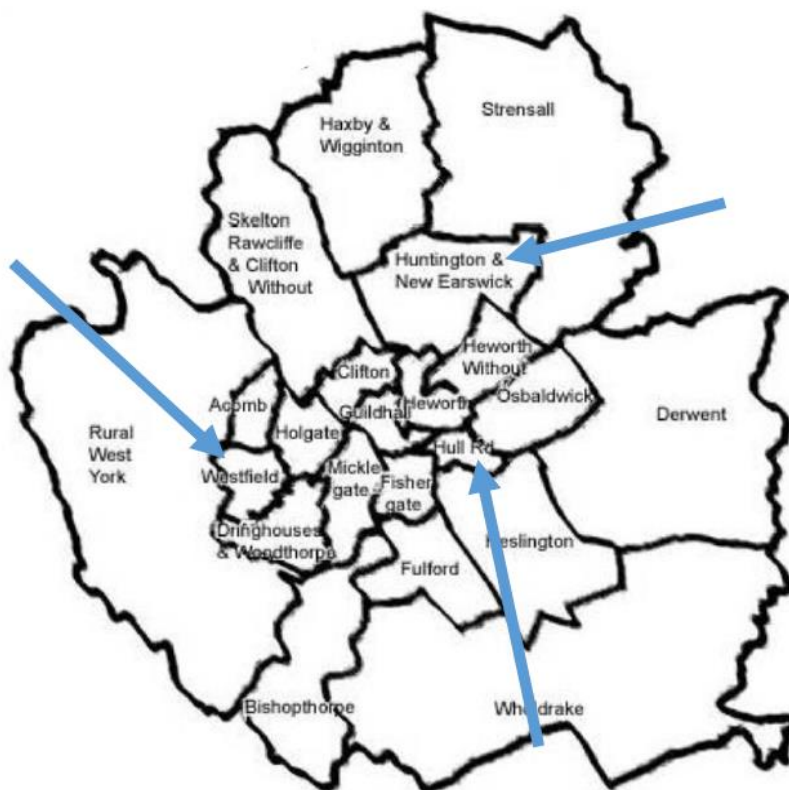 Strensall
Haxby &
Wigginton
Skelton
Rawcliffe
& Clifton
Without
Huntington &
New Earswick
Heworth
Without
Clifton
Osbaldwick
Acomb
Guildhall
Heworth
Derwent
Rural
West
York
Holgate
Hull Rd
Westfield
Mickle
gate
Fisher
gate
Dringhouses
& Woodthorpe
Heslington
Fulford
Bishopthorpe
Wheldrake